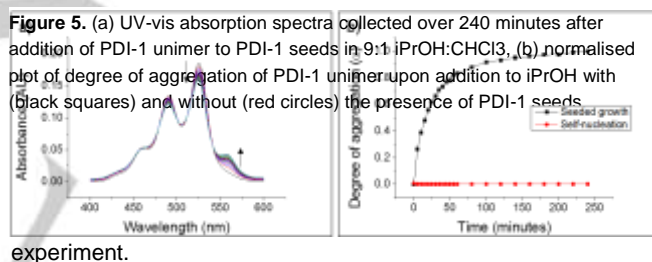 Figure 5. (a) UV-vis absorption spectra collected over 240 minutes after
addition of PDI-1 unimer to PDI-1 seeds in 9:1 iPrOH:CHCl3, (b) normalised
plot of degree of aggregation of PDI-1 unimer upon addition to iPrOH with
(black squares) and without (red circles) the presence of PDI-1 seeds
Absorbance
0.10
0.05
0.00
400 450 500 550 600
Wavelength (nm)
Degree of aggregation
Seeded growth
Self-nucleation
0.4
0.2
0.0
0 50 100 150 200 250
Time (minutes)
experiment.